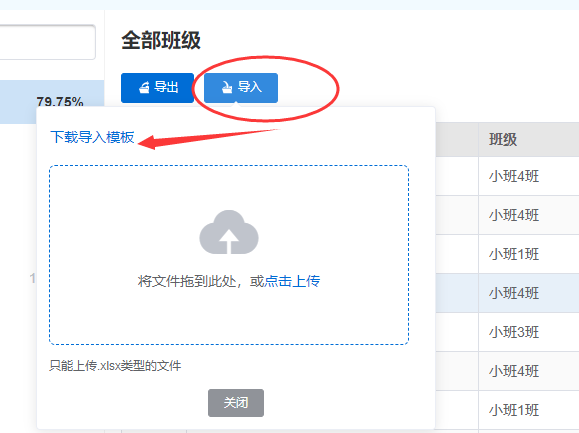 全部班级
导出 导入
79.75%
下载导入模板
将文件拖到此处，或点击上传
只能上传.xlsx类型的文件
关闭
班级
小班4班
小班4班
小班1班
小班4班
小班3班
小班4班
小班1班